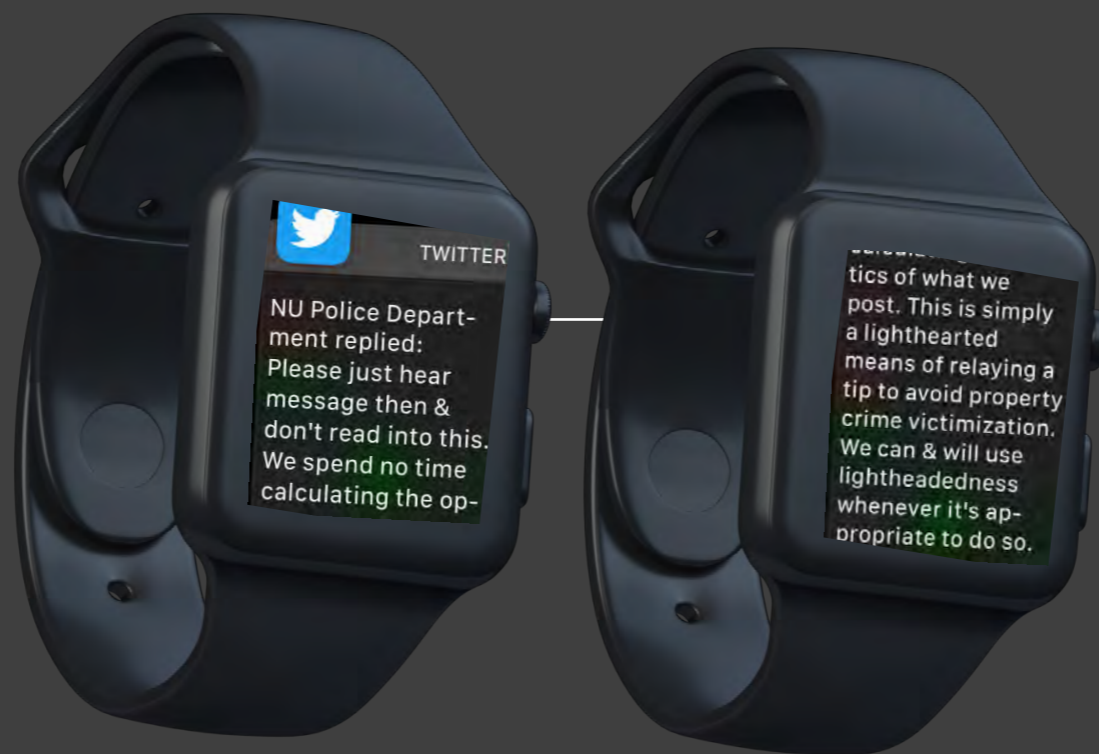 TWITTER
NU Police Depart-
ment replied:
Please just hear
message then &
don't read into this.
We spend no time
calculating the op-
tics of what we
post. This is simply
a lighthearted
means of relaying a
tip to avoid property
crime victimization.
We can & will use
lightheadedness
whenever it's ap-
propriate to do so.